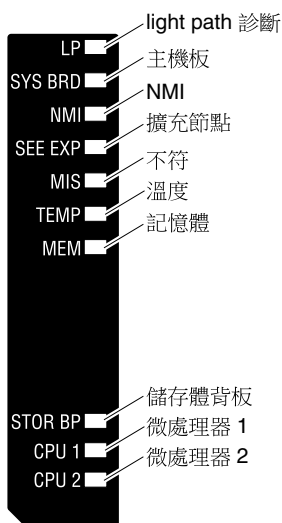 light path 診斷
LP
主機板
SYS BRD
NMI
NMI
擴充節點
SEE EXP
不符
MIS
溫度
TEMP
記憶體
MEM
儲存體背板
STOR BP
微處理器 1
CPU 1
微處理器 2
CPU 2